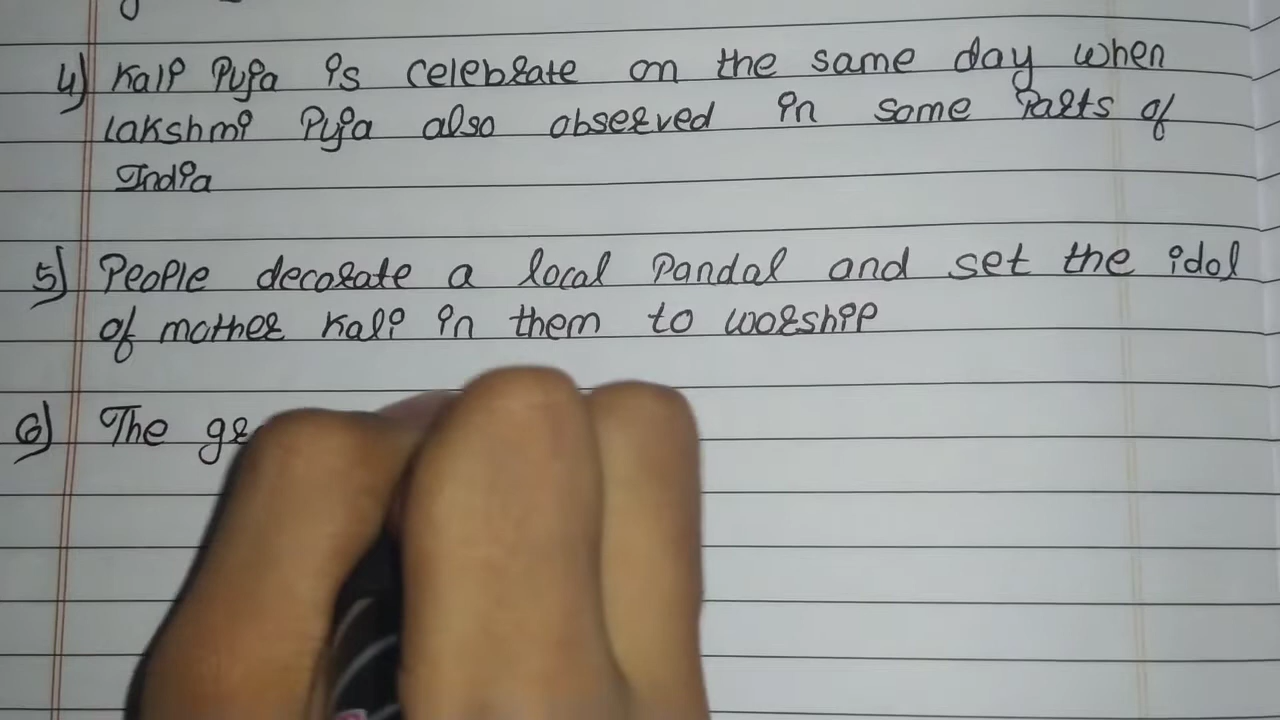 4) Kali Puja is celebrate on the same day when
Lakshmi Puja also observed in some Parts of
India
5) People decorate a local Pandal and set the idol
of mother Kali in them to worship
6) The